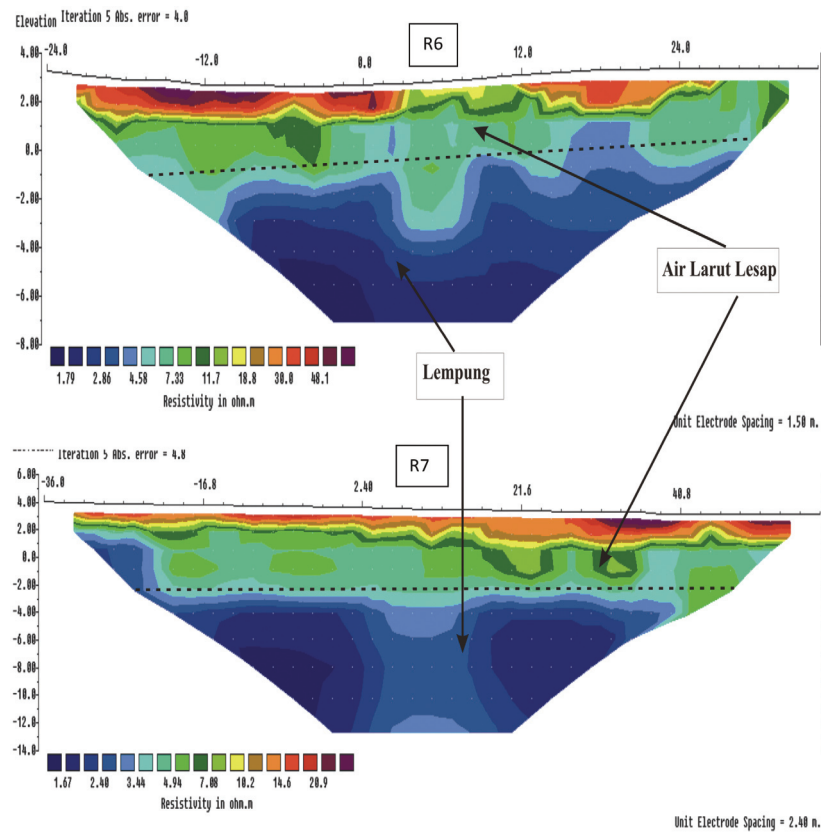 Elevation Iteration 5 Abs. error = 4.0
R6
4.00 -24.0 -12.0 0.0 12.0 24.0
2.00
0.0
-2.00
-4.00
-6.00
-8.00
Air Larut Lesap
Lempung
1.79 2.86 4.58 7.33 11.7 18.8 30.0 48.1
Resistivity in ohm.m
Unit Electrode Spacing = 1.50 m.
Iteration 5 Abs. error = 4.8
R7
6.00 -36.0 -16.8 2.40 21.6 40.8
4.00
2.00
0.0
-2.00
-4.00
-6.00
-8.00
-10.0
-12.0
-14.0
1.67 2.40 3.44 4.94 7.08 10.2 14.6 20.9
Resistivity in ohm.m
Unit Electrode Spacing = 2.40 m.